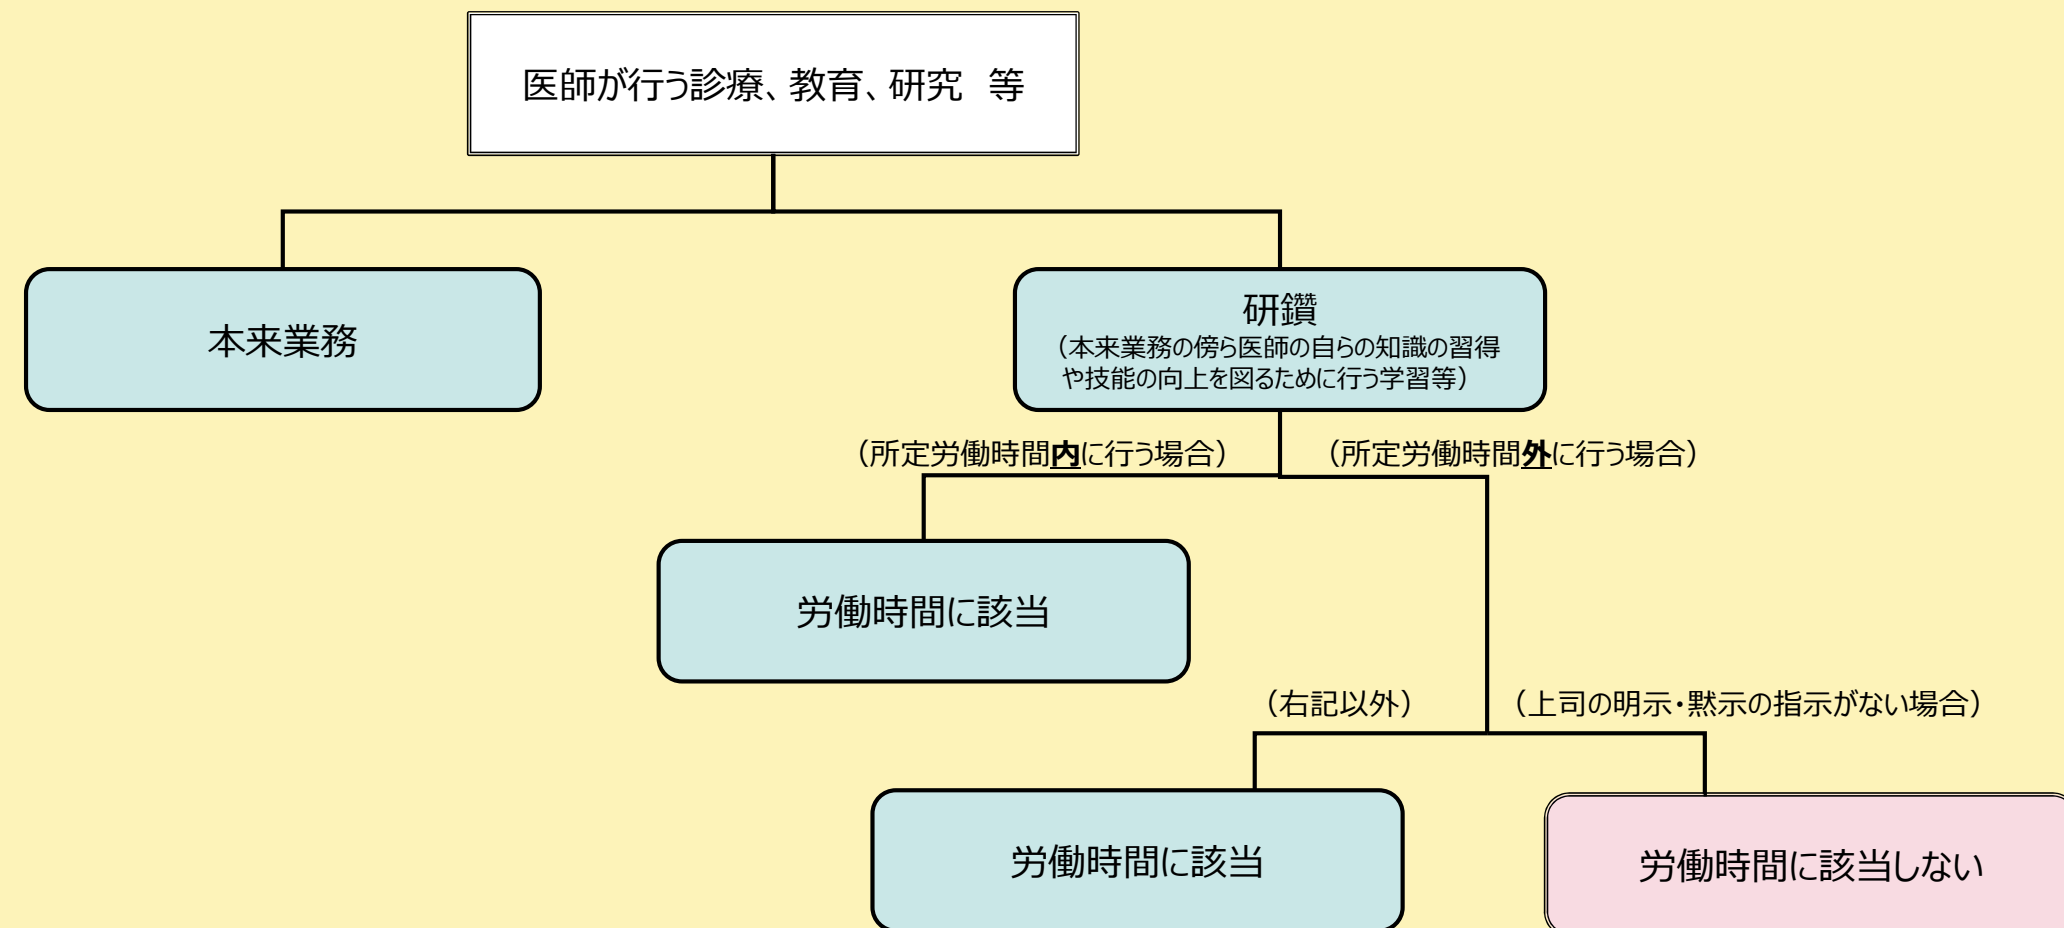 医師が行う診療、教育、研究　等
本来業務
研鑽
（本来業務の傍ら医師の自らの知識の習得
や技能の向上を図るために行う学習等）
（所定労働時間内に行う場合）
（所定労働時間外に行う場合）
労働時間に該当
（右記以外）
（上司の明示・黙示の指示がない場合）
労働時間に該当
労働時間に該当しない